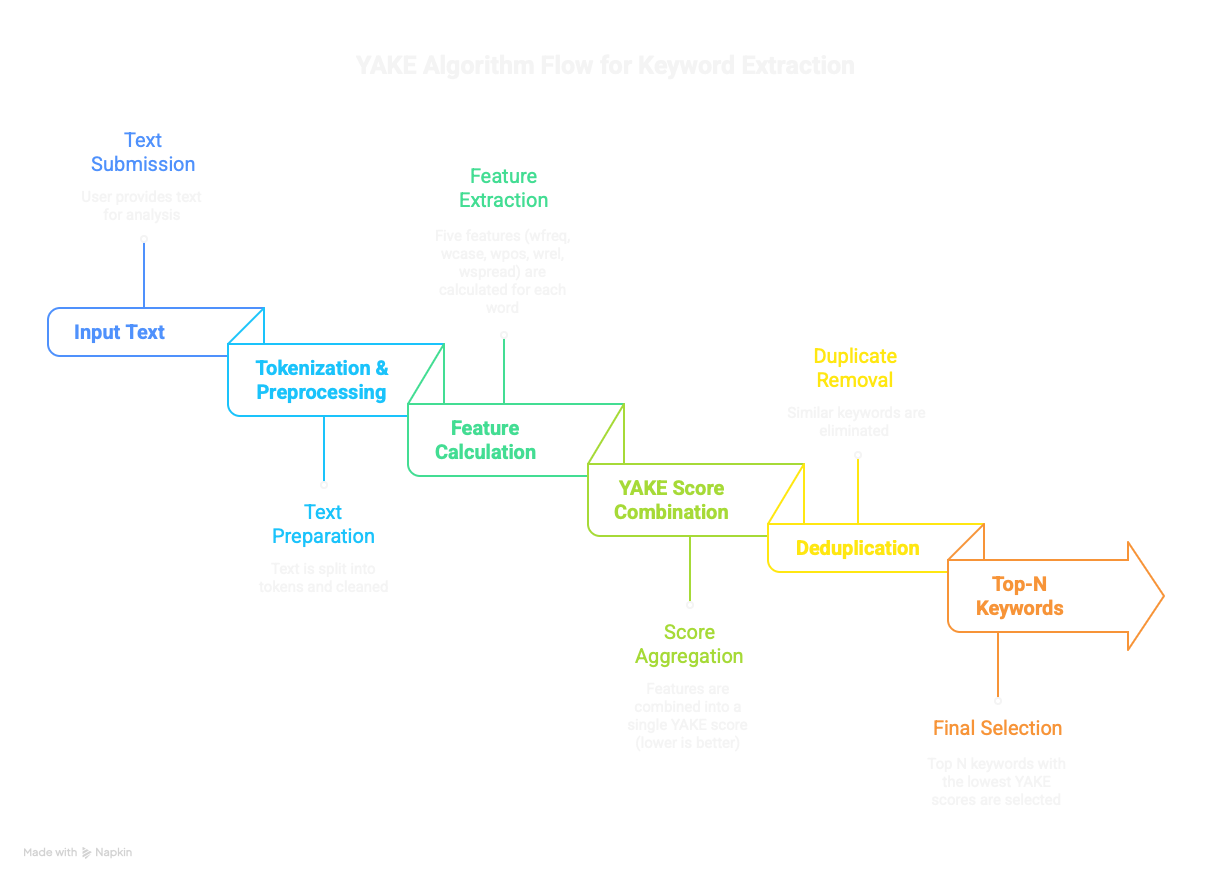 YAKE Algorithm Flow for Keyword Extraction
Text
Submission
User provides text
for analysis
Input Text
Tokenization &
Preprocessing
Text
Preparation
Text is split into
tokens and cleaned
Feature
Extraction
Five features (wfreq,
wcase, wpos, wrel,
wspread) are
calculated for each
word
Feature
Calculation
YAKE Score
Combination
Score
Aggregation
Features are
combined into a
single YAKE score
(lower is better)
Duplicate
Removal
Similar keywords are
eliminated
Deduplication
Top-N
Keywords
Final Selection
Top N keywords with
the lowest YAKE
scores are selected
Made with Napkin